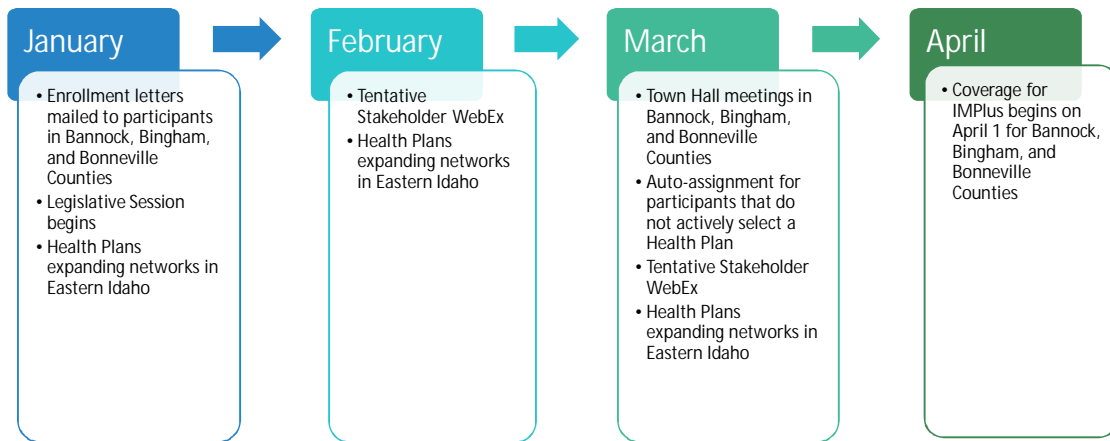 January
• Enrollment letters
mailed to participants
in Bannock, Bingham,
and Bonneville
Counties
• Legislative Session
begins
• Health Plans
expanding networks in
Eastern Idaho
February
• Tentative
Stakeholder WebEx
• Health Plans
expanding networks
in Eastern Idaho
March
• Town Hall meetings in
Bannock, Bingham,
and Bonneville
Counties
• Auto-assignment for
participants that do
not actively select a
Health Plan
• Tentative Stakeholder
WebEx
• Health Plans
expanding networks in
Eastern Idaho
April
• Coverage for
IMPlus begins on
April 1 for Bannock,
Bingham, and
Bonneville
Counties